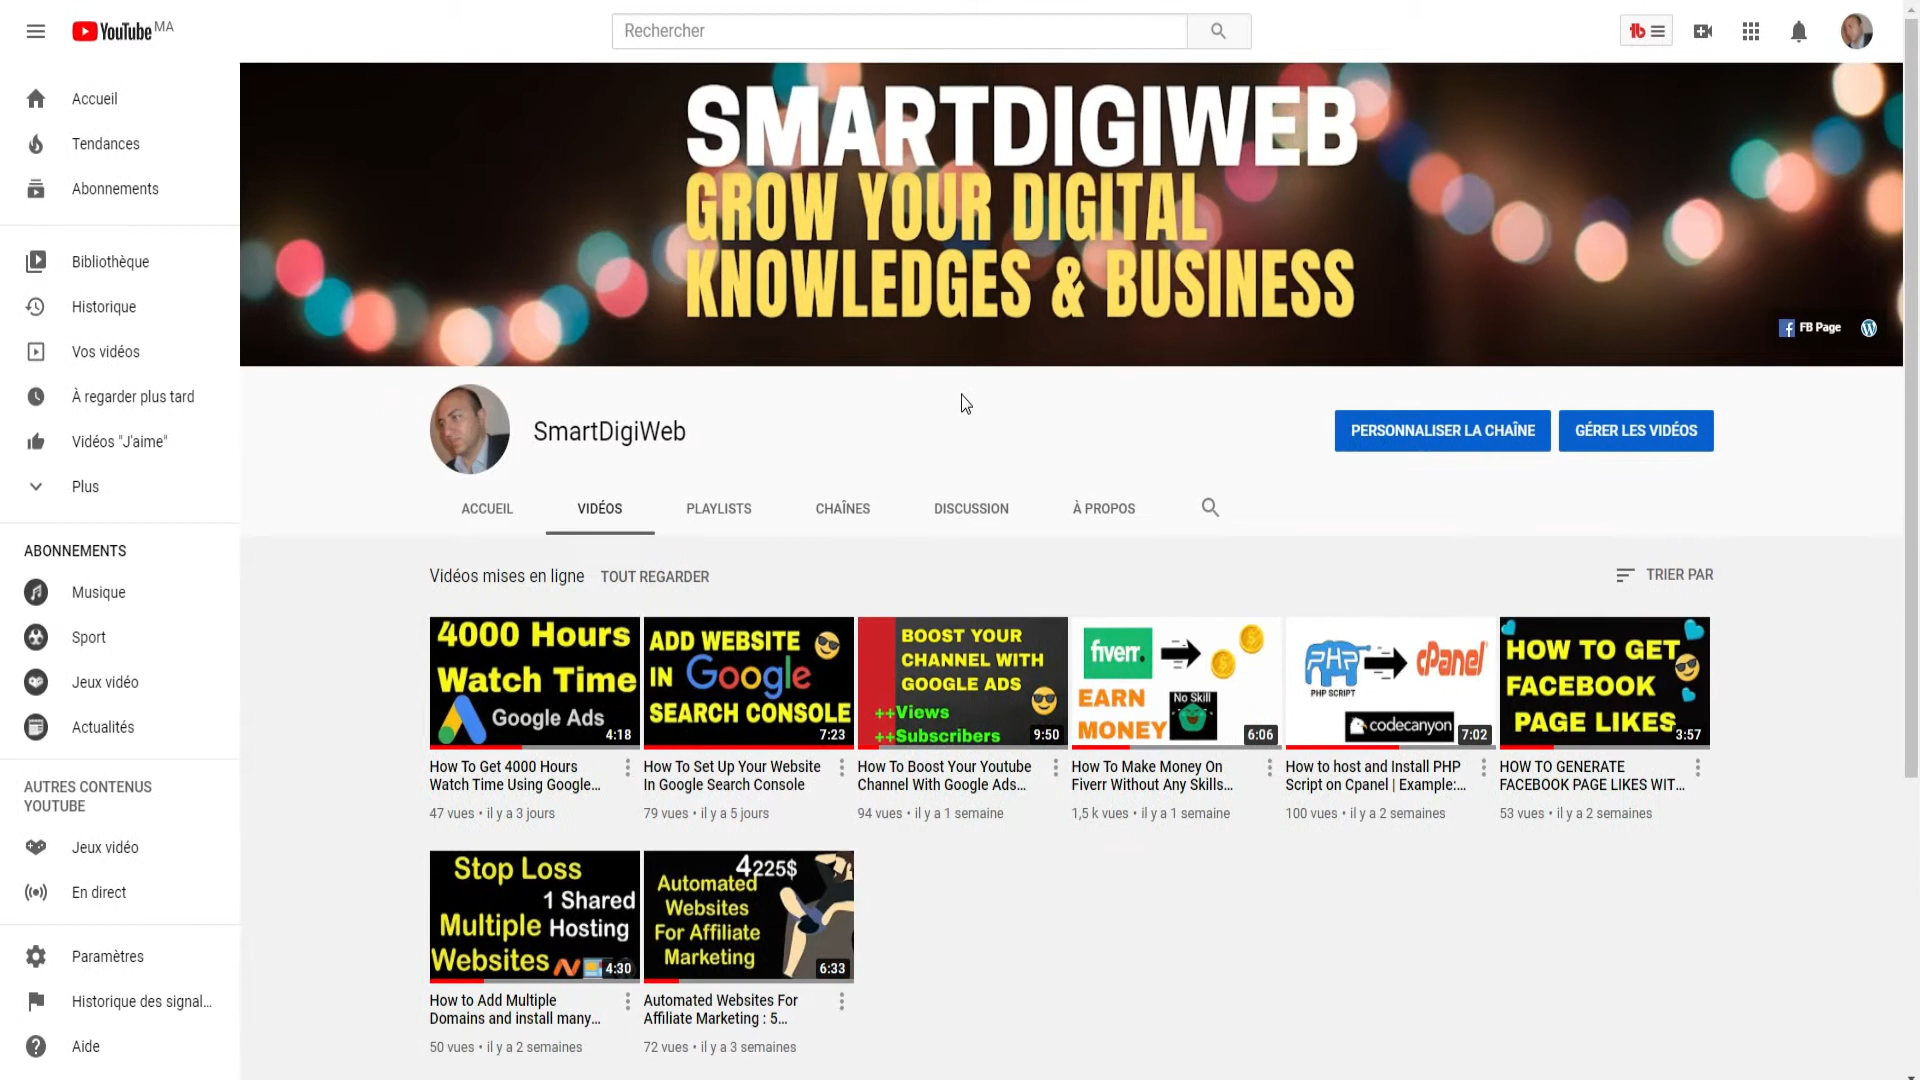 YouTube MA
Rechercher
Accueil
Tendances
Abonnements
Bibliothèque
Historique
Vos vidéos
À regarder plus tard
Vidéos "J'aime"
Plus
ABONNEMENTS
Musique
Sport
Jeux vidéo
Actualités
AUTRES CONTENUS
YOUTUBE
Jeux vidéo
En direct
Paramètres
Historique des signal...
Aide
SMARTDIGIWEB
GROW YOUR DIGITAL
KNOWLEDGES & BUSINESS
FB Page
SmartDigiWeb
PERSONNALISER LA CHAÎNE
GÉRER LES VIDÉOS
ACCUEIL
VIDÉOS
PLAYLISTS
CHAÎNES
DISCUSSION
À PROPOS
Vidéos mises en ligne
TOUT REGARDER
TRIER PAR
4000 Hours
Watch Time
Google Ads
4:18
How To Get 4000 Hours
Watch Time Using Google...
47 vues • il y a 3 jours
ADD WEBSITE
IN Google
SEARCH CONSOLE
7:23
How To Set Up Your Website
In Google Search Console
79 vues • il y a 5 jours
BOOST YOUR
CHANNEL WITH
GOOGLE ADS
++Views
++Subscribers
9:50
How To Boost Your Youtube
Channel With Google Ads...
94 vues • il y a 1 semaine
fiverr.
EARN
MONEY
No Skill
6:06
How To Make Money On
Fiverr Without Any Skills...
1,5 k vues • il y a 1 semaine
PHP
PHP SCRIPT
cPanel
codecanyon
7:02
How to host and Install PHP
Script on Cpanel | Example:...
100 vues • il y a 2 semaines
HOW TO GET
FACEBOOK
PAGE LIKES
3:57
HOW TO GENERATE
FACEBOOK PAGE LIKES WIT...
53 vues • il y a 2 semaines
Stop Loss
1 Shared
Multiple Hosting
Websites
4:30
How to Add Multiple
Domains and install many...
50 vues • il y a 2 semaines
4225$
Automated
Websites
For Affiliate
Marketing
6:33
Automated Websites For
Affiliate Marketing : 5...
72 vues • il y a 3 semaines